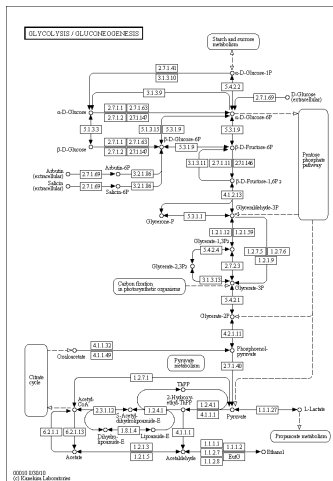 GLYCOLYSIS / GLUCONEOGENESIS
Starch and sucrose
metabolism
2.7.1.41
3.1.3.10
α-D-Glucose-1P
5.4.2.2
3.1.3.9
2.7.1.69
D-Glucose
(extracellular)
α-D-Glucose
2.7.1.1 2.7.1.63
2.7.1.2 2.7.1.147
α-D-Glucose-6P
5.1.3.3
5.3.1.9
β-D-Glucose-6P
5.1.3.15 5.3.1.9
5.3.1.9
β-D-Glucose
2.7.1.1 2.7.1.63
2.7.1.2 2.7.1.147
β-D-Fructose-6P
Pentose
phosphate
pathway
3.1.3.11 2.7.1.11 2.7.1.146
Arbutin
(extracellular)
2.7.1.69
Arbutin-6P
3.2.1.86
Salicin
(extracellular)
2.7.1.69
Salicin-6P
3.2.1.86
β-D-Fructose-1,6P2
4.1.2.13
Glyceraldehyde-3P
Glycerone-P
5.3.1.1
1.2.1.12 1.2.1.59
Glycerate-1,3P2
5.4.2.4
1.2.7.5 1.2.7.6
1.2.1.9
Glycerate-2,3P2
2.7.2.3
3.1.3.13
Carbon fixation
in photosynthetic organisms
Glycerate-3P
5.4.2.1
Glycerate-2P
4.2.1.11
4.1.1.32
4.1.1.49
Oxaloacetate
Phosphoenol-
pyruvate
Pyruvate
metabolism
2.7.1.40
Citrate
cycle
1.2.7.1
ThPP
Acetyl-
CoA
2.3.1.12
S-Acetyl-
dihydrolipoamide-E
1.2.4.1
2-Hydroxy-
ethyl-ThPP
1.2.4.1
4.1.1.1
Pyruvate
1.1.1.27
L-Lactate
Dihydro-
lipoamide-E
1.8.1.4
Lipoamide-E
4.1.1.1
Propanoate metabolism
6.2.1.1 6.2.1.13
Acetate
1.2.1.3
1.2.1.5
Acetaldehyde
1.1.1.1 1.1.1.2
1.1.2.7 EutG
1.1.2.8
Ethanol
(c) Kanehisa Laboratories